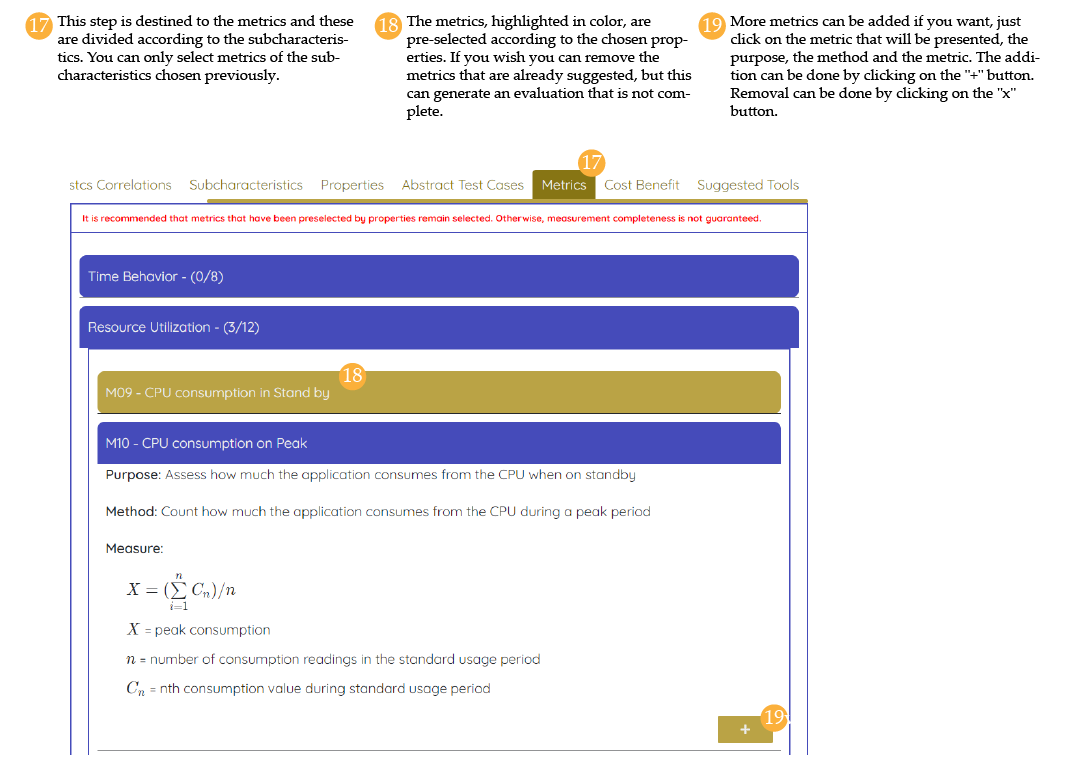 17 This step is destined to the metrics and these
are divided according to the subcharacteris-
tics. You can only select metrics of the sub-
characteristics chosen previously.
18 The metrics, highlighted in color, are
pre-selected according to the chosen prop-
erties. If you wish you can remove the
metrics that are already suggested, but this
can generate an evaluation that is not com-
plete.
19 More metrics can be added if you want, just
click on the metric that will be presented, the
purpose, the method and the metric. The addi-
tion can be done by clicking on the "+" button.
Removal can be done by clicking on the "x"
button.
17
stcs Correlations Subcharacteristics Properties Abstract Test Cases Metrics Cost Benefit Suggested Tools
It is recommended that metrics that have been preselected by properties remain selected. Otherwise, measurement completeness is not guaranteed.
Time Behavior - (0/8)
Resource Utilization - (3/12)
18
M09 - CPU consumption in Stand by
M10 - CPU consumption on Peak
Purpose: Assess how much the application consumes from the CPU when on standby
Method: Count how much the application consumes from the CPU during a peak period
Measure:
X = (∑_{i=1}^{n} C_n)/n
X = peak consumption
n = number of consumption readings in the standard usage period
C_n = nth consumption value during standard usage period
19
+